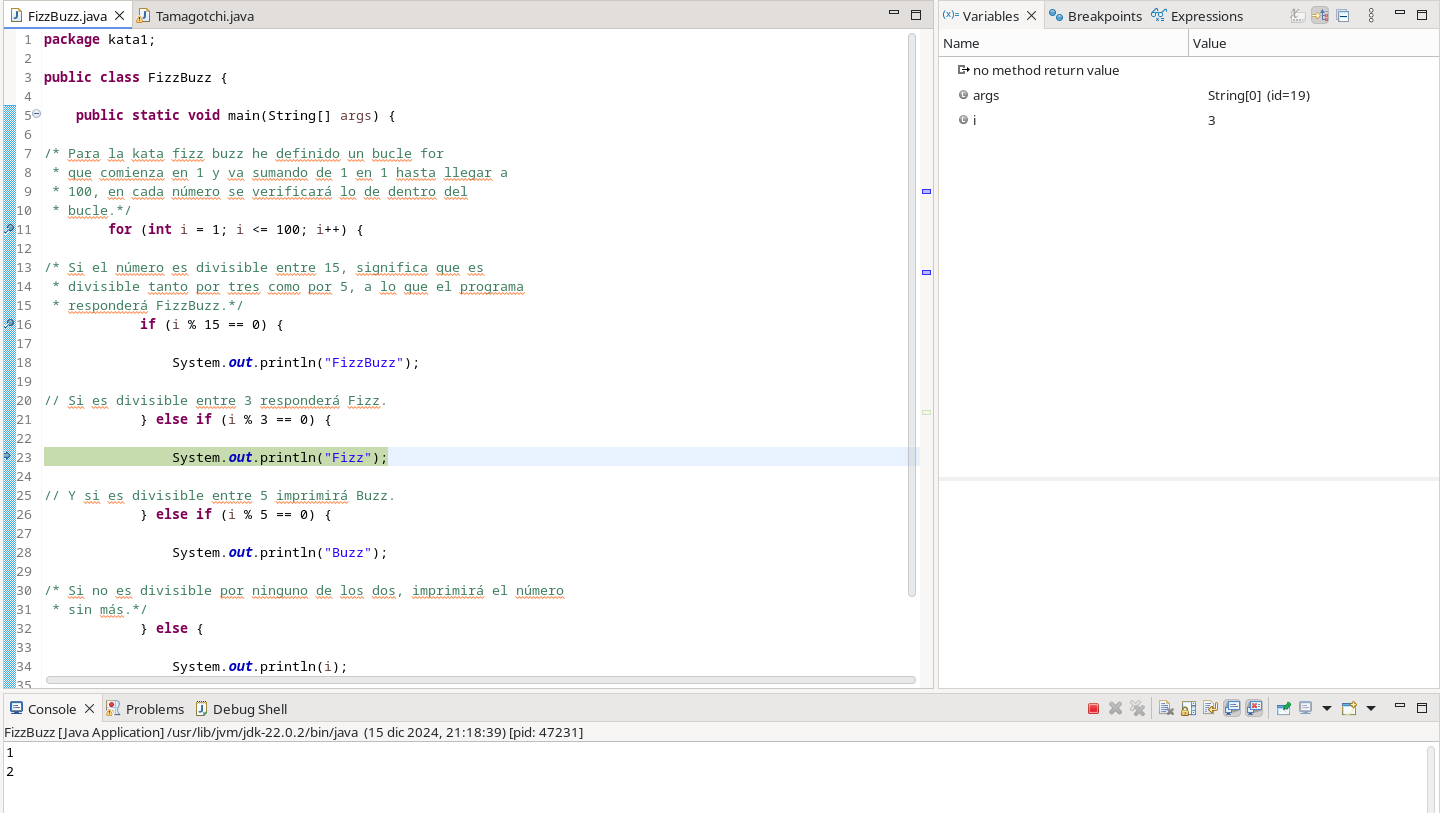 FizzBuzz.java
Tamagotchi.java
1 package kata1;
2
3 public class FizzBuzz {
4
5 public static void main(String[] args) {
6
7 /* Para la kata fizz buzz he definido un bucle for
8 * que comienza en 1 y va sumando de 1 en 1 hasta llegar a
9 * 100, en cada número se verificará lo de dentro del
10 * bucle.*/
11 for (int i = 1; i <= 100; i++) {
12
13 /* Si el número es divisible entre 15, significa que es
14 * divisible tanto por tres como por 5, a lo que el programa
15 * responderá FizzBuzz.*/
16 if (i % 15 == 0) {
17
18 System.out.println("FizzBuzz");
19
20 // Si es divisible entre 3 responderá Fizz.
21 } else if (i % 3 == 0) {
22
23 System.out.println("Fizz");
24
25 // Y si es divisible entre 5 imprimirá Buzz.
26 } else if (i % 5 == 0) {
27
28 System.out.println("Buzz");
29
30 /* Si no es divisible por ninguno de los dos, imprimirá el número
31 * sin más.*/
32 } else {
33
34 System.out.println(i);
35
(x)= Variables
Breakpoints
Expressions
Name Value
no method return value
args String[0] (id=19)
i 3
Console
Problems
Debug Shell
FizzBuzz [Java Application] /usr/lib/jvm/jdk-22.0.2/bin/java (15 dic 2024, 21:18:39) [pid: 47231]
1
2